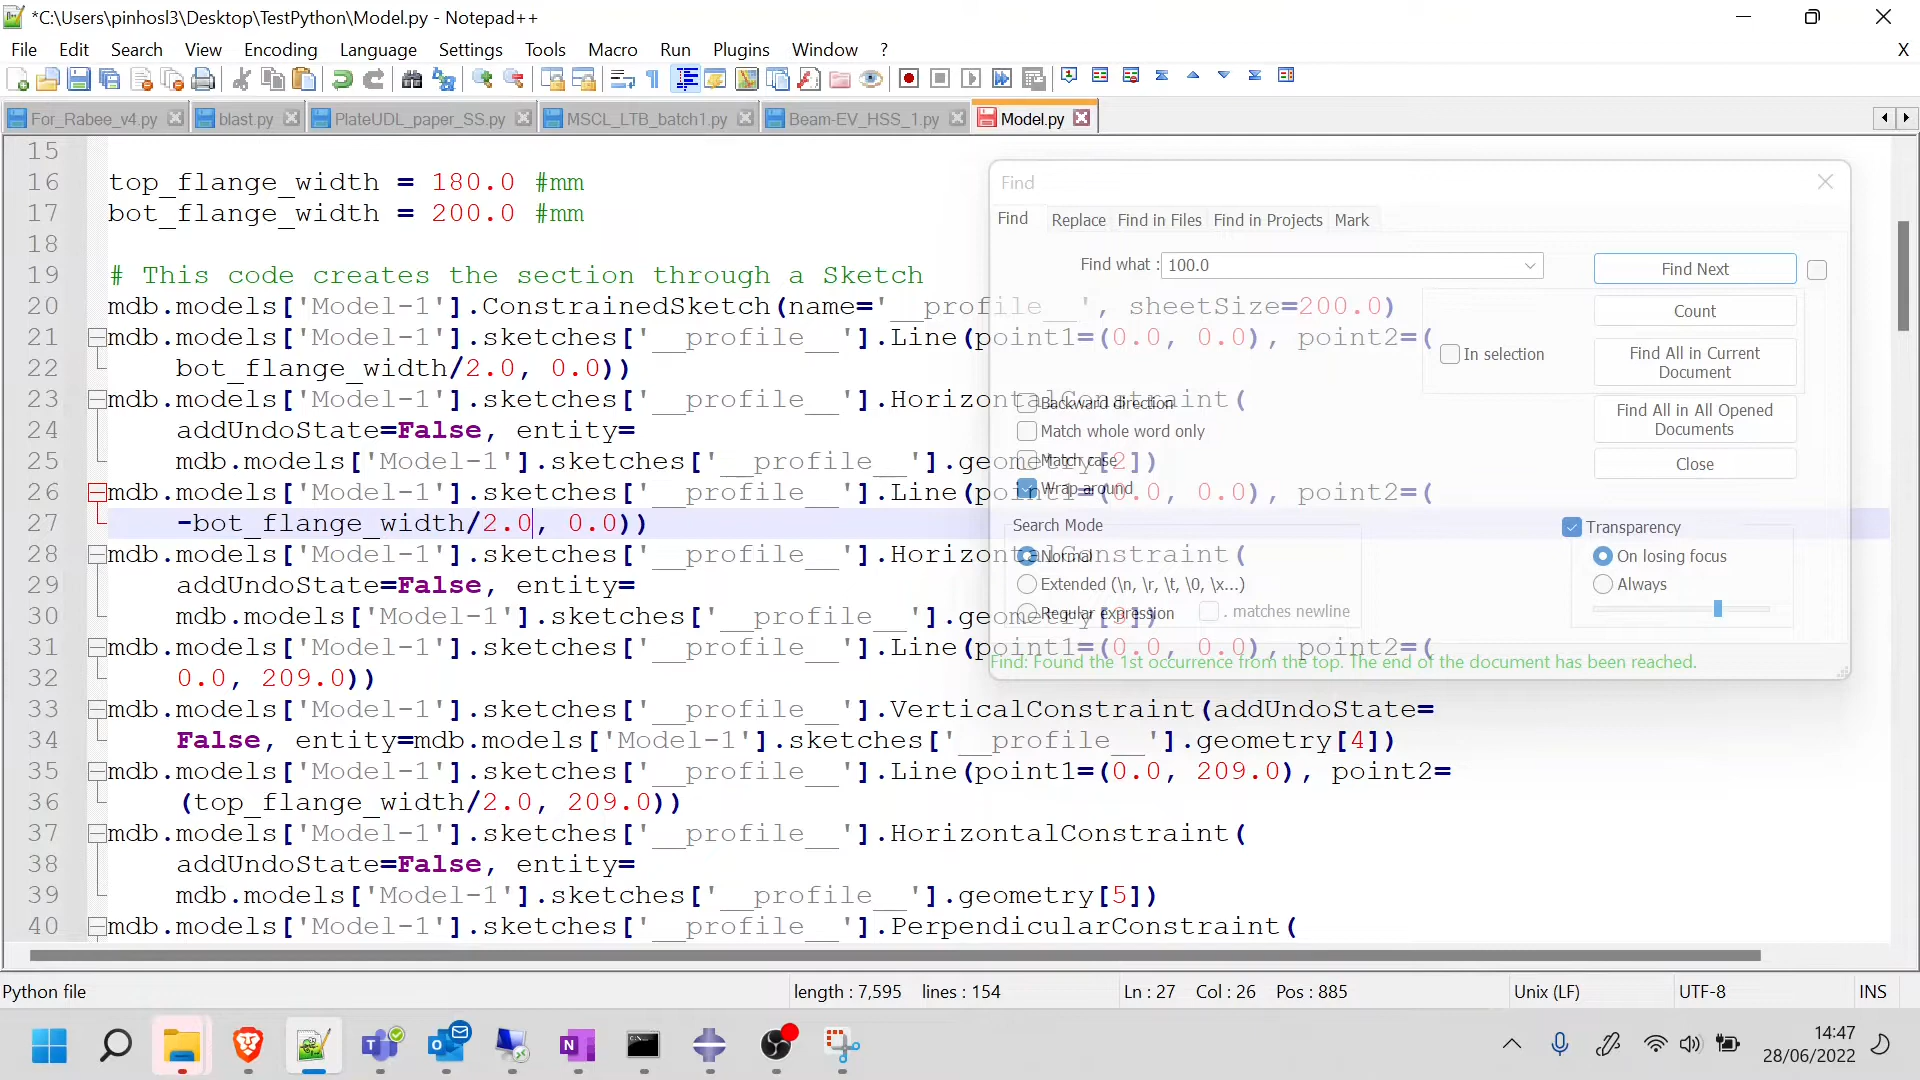 *C:\Users\pinhosl3\Desktop\TestPython\Model.py - Notepad++
File Edit Search View Encoding Language Settings Tools Macro Run Plugins Window ? X
For_Rabee_v4.py blast.py PlateUDL_paper_SS.py MSCL_LTB_batch1.py Beam-EV_HSS_1.py Model.py
15
16 top_flange_width = 180.0 #mm
17 bot_flange_width = 200.0 #mm
18
19 # This code creates the section through a Sketch
20 mdb.models['Model-1'].ConstrainedSketch(name='__profile__', sheetSize=200.0)
21 mdb.models['Model-1'].sketches['__profile__'].Line(point1=(0.0, 0.0), point2=(
22 bot_flange_width/2.0, 0.0))
23 mdb.models['Model-1'].sketches['__profile__'].HorizontalConstraint(
24 addUndoState=False, entity=
25 mdb.models['Model-1'].sketches['__profile__'].geometry[2])
26 mdb.models['Model-1'].sketches['__profile__'].Line(point1=(0.0, 0.0), point2=(
27 -bot_flange_width/2.0, 0.0))
28 mdb.models['Model-1'].sketches['__profile__'].HorizontalConstraint(
29 addUndoState=False, entity=
30 mdb.models['Model-1'].sketches['__profile__'].geometry[3])
31 mdb.models['Model-1'].sketches['__profile__'].Line(point1=(0.0, 0.0), point2=(
32 0.0, 209.0))
33 mdb.models['Model-1'].sketches['__profile__'].VerticalConstraint(addUndoState=
34 False, entity=mdb.models['Model-1'].sketches['__profile__'].geometry[4])
35 mdb.models['Model-1'].sketches['__profile__'].Line(point1=(0.0, 209.0), point2=
36 (top_flange_width/2.0, 209.0))
37 mdb.models['Model-1'].sketches['__profile__'].HorizontalConstraint(
38 addUndoState=False, entity=
39 mdb.models['Model-1'].sketches['__profile__'].geometry[5])
40 mdb.models['Model-1'].sketches['__profile__'].PerpendicularConstraint(
Find
Find Replace Find in Files Find in Projects Mark
Find what : 100.0 Find Next
Count
In selection Find All in Current
Document
Backward direction Find All in All Opened
Documents
Match whole word only
Match case Close
Wrap around
Search Mode Transparency
Normal On losing focus
Extended (\n, \r, \t, \0, \x...) Always
Regular expression . matches newline
Find: Found the 1st occurrence from the top. The end of the document has been reached.
Python file length : 7,595 lines : 154 Ln : 27 Col : 26 Pos : 885 Unix (LF) UTF-8 INS
14:47
28/06/2022